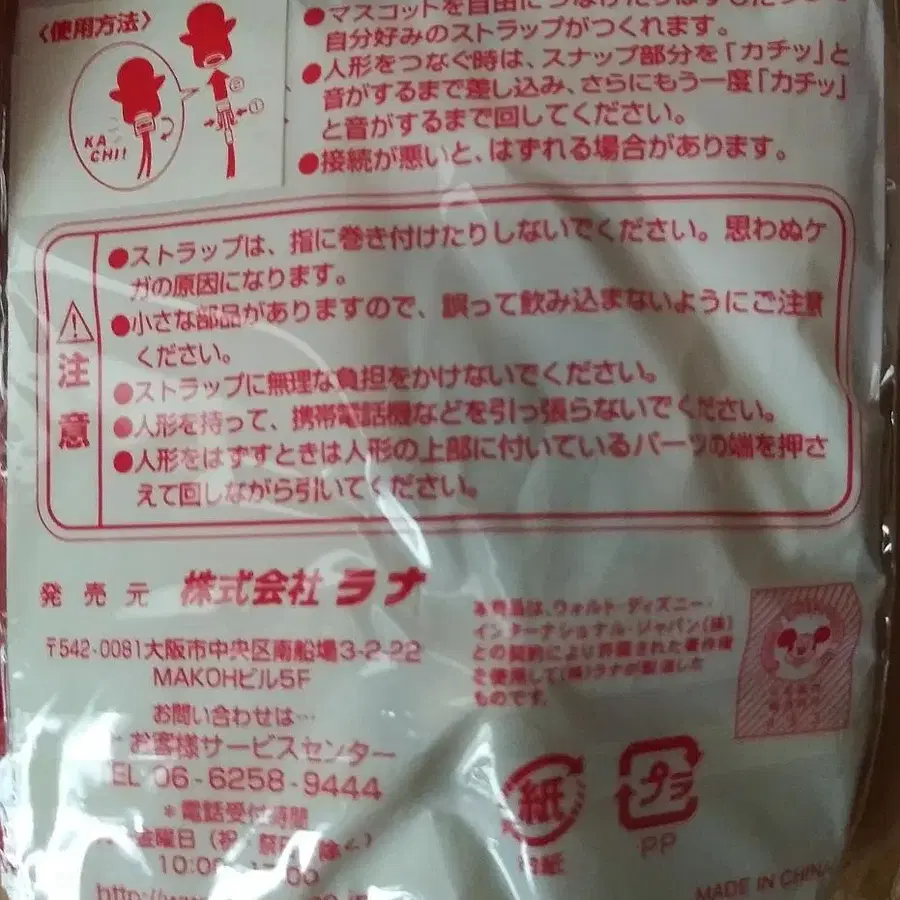 〈使用方法〉
KA
CHI!
②
①
●マスコットを自由に
自分好みのストラップがつくれます。
●人形をつなぐ時は、スナップ部分を「カチッ」と
音がするまで差し込み、さらにもう一度「カチッ」
と音がするまで回してください。
●接続が悪いと、はずれる場合があります。
注意
●ストラップは、指に巻き付けたりしないでください。思わぬケ
ガの原因になります。
●小さな部品がありますので、誤って飲み込まないようにご注意
ください。
●ストラップに無理な負担をかけないでください。
●人形を持って、携帯電話機などを引っ張らないでください。
●人形をはずすときは人形の上部に付いているパーツの端を押さ
えて回しながら引いてください。
発売元 株式会社 ラナ
〒542-0081大阪市中央区南船場3-2-22
MAKOHビル5F
お問い合わせは…
お客様サービスセンター
TEL 06-6258-9444
*電話受付時間
金曜日(祝
10:00
http://www.
本商品は、ウォルト・ディズニー・
インターナショナル・ジャパン(株)
との契約により許諾された著作権
を使用して(株)ラナが製造した
ものです。
紙
プラ
PP
MADE IN CHINA